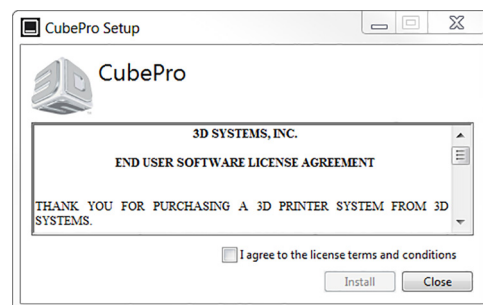 CubePro Setup
CubePro
3D SYSTEMS, INC.
END USER SOFTWARE LICENSE AGREEMENT
THANK YOU FOR PURCHASING A 3D PRINTER SYSTEM FROM 3D
SYSTEMS.
I agree to the license terms and conditions
Install Close